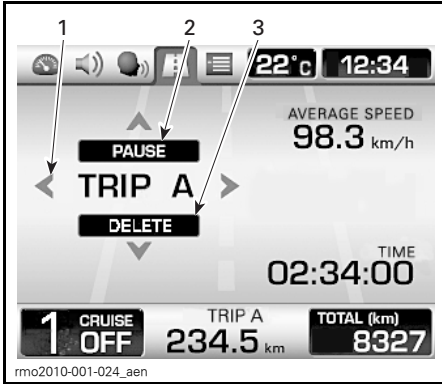 1 2 3
22°c 12:34
AVERAGE SPEED
98.3 km/h
PAUSE
TRIP A
DELETE
TIME
02:34:00
1 CRUISE OFF
TRIP A
234.5 km
TOTAL (km)
8327
rmo2010-001-024_aen